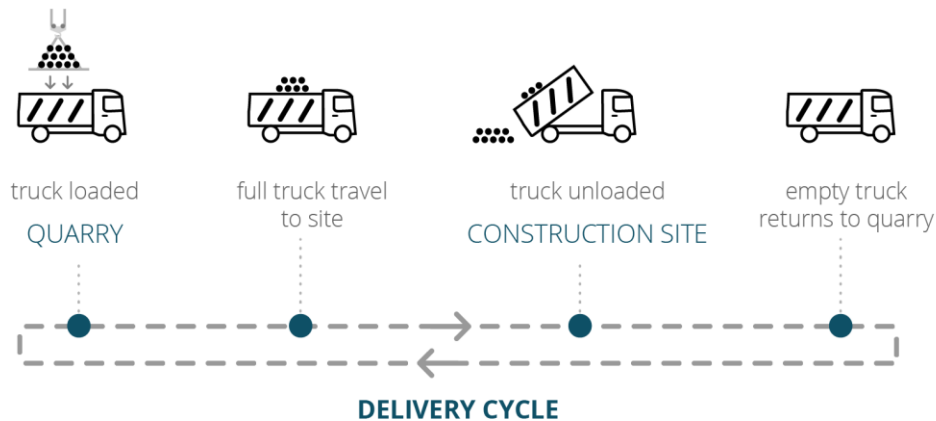 truck loaded
QUARRY
full truck travel
to site
truck unloaded
CONSTRUCTION SITE
empty truck
returns to quarry
DELIVERY CYCLE